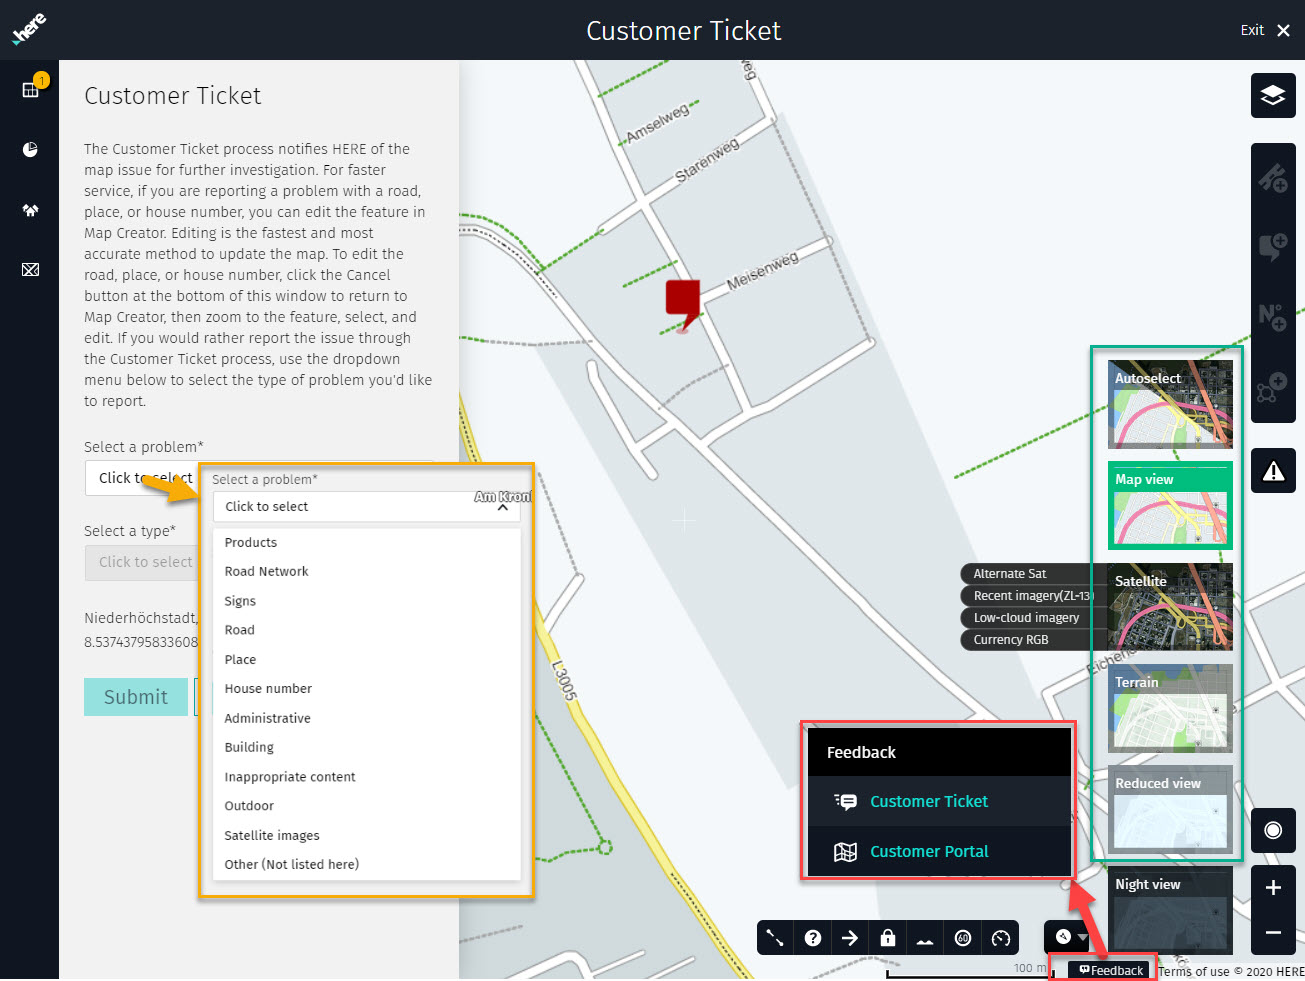 here
Customer Ticket
Exit
1
Customer Ticket
The Customer Ticket process notifies HERE of the
map issue for further investigation. For faster
service, if you are reporting a problem with a road,
place, or house number, you can edit the feature in
Map Creator. Editing is the fastest and most
accurate method to update the map. To edit the
road, place, or house number, click the Cancel
button at the bottom of this window to return to
Map Creator, then zoom to the feature, select, and
edit. If you would rather report the issue through
the Customer Ticket process, use the dropdown
menu below to select the type of problem you'd like
to report.
Select a problem*
Click to select
Select a type*
Click to select
Niederhöchstadt,
8.53743795833608
Submit
Select a problem*
Click to select
Products
Road Network
Signs
Road
Place
House number
Administrative
Building
Inappropriate content
Outdoor
Satellite images
Other (Not listed here)
weg
Amselweg
Starenweg
Meisenweg
Am Kron
L3005
Eichen
N°
Autoselect
Map view
Satellite
Alternate Sat
Recent imagery(ZL-13)
Low-cloud imagery
Currency RGB
Terrain
Reduced view
Night view
Feedback
Customer Ticket
Customer Portal
60
100 m
Feedback
Terms of use © 2020 HERE